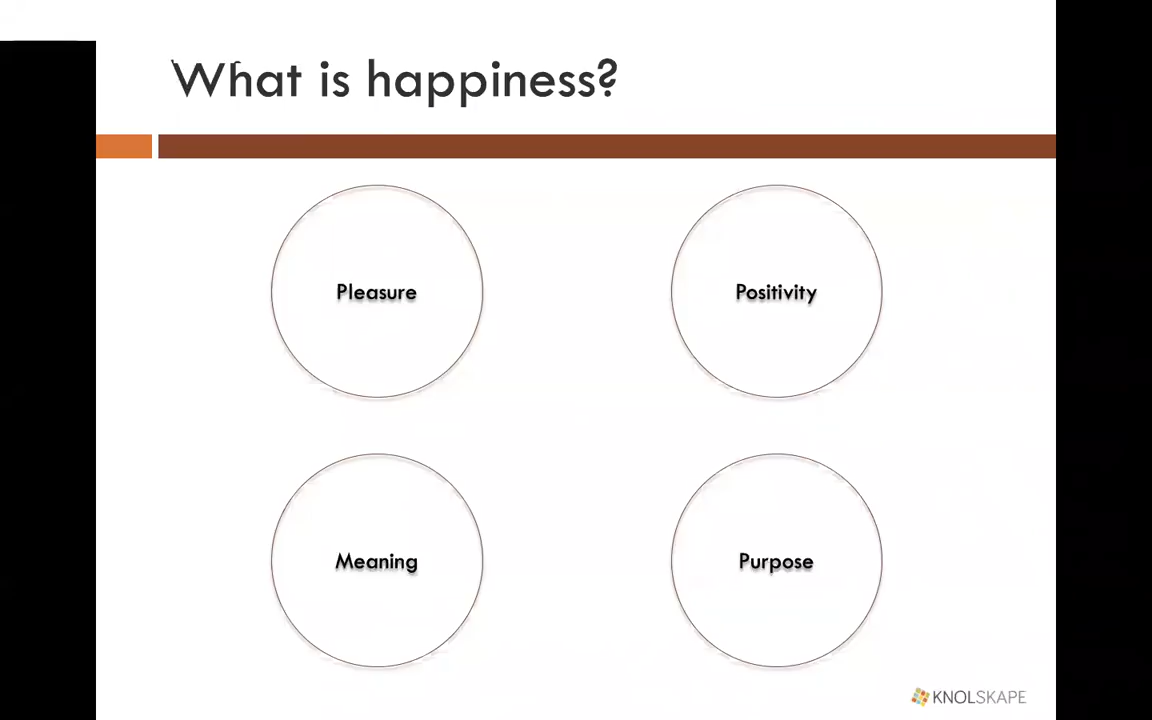 What is happiness?
Pleasure
Positivity
Meaning
Purpose
KNOLSKAPE